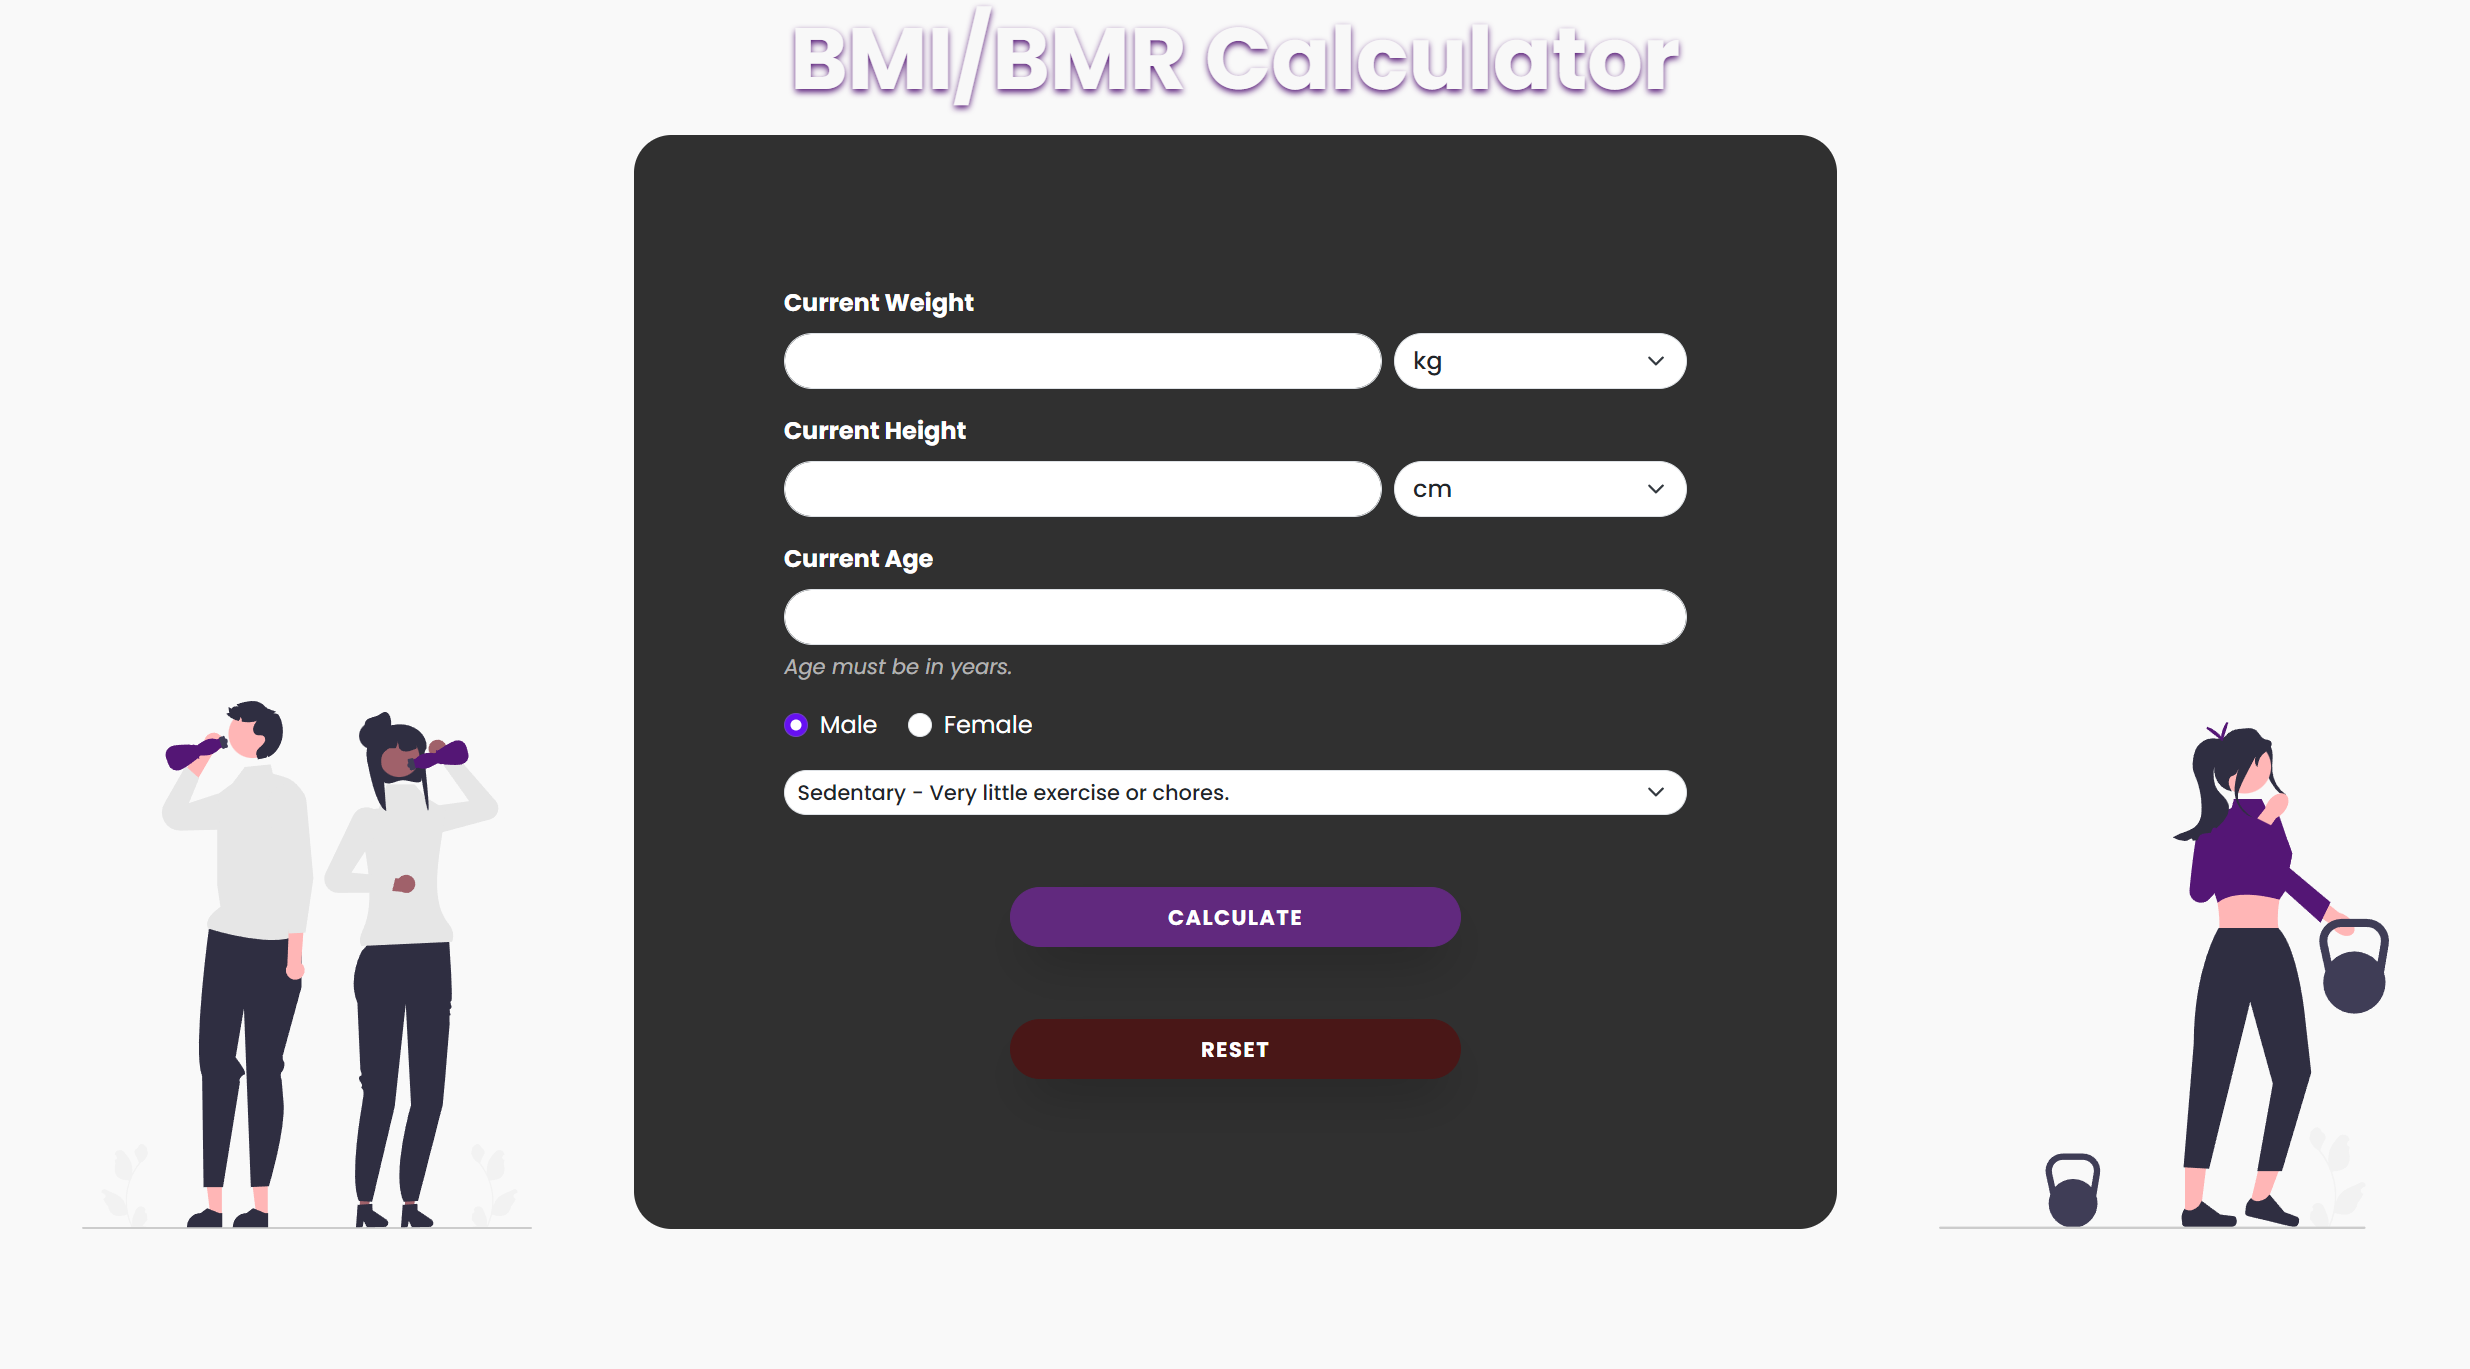 BMI/BMR Calculator
Current Weight
kg
Current Height
cm
Current Age
Age must be in years.
Male Female
Sedentary - Very little exercise or chores.
CALCULATE
RESET